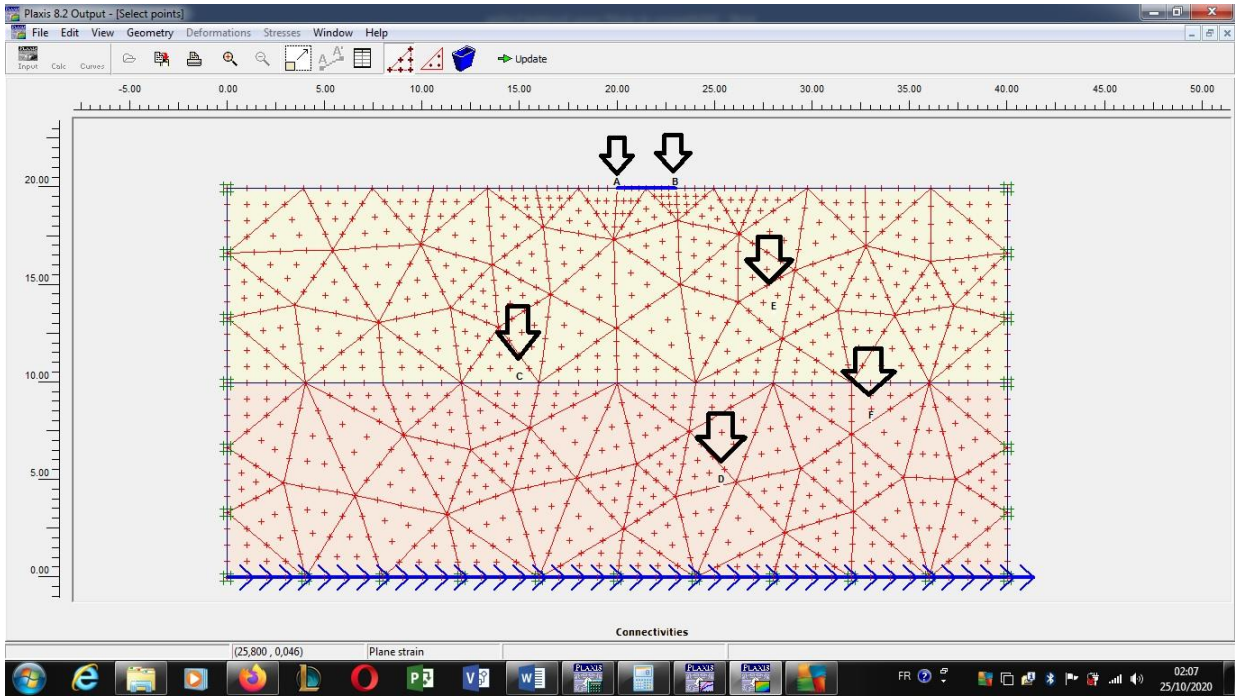 Plaxis 8.2 Output - [Select points]
File Edit View Geometry Deformations Stresses Window Help
Input Calc Curves Update
-5.00 0.00 5.00 10.00 15.00 20.00 25.00 30.00 35.00 40.00 45.00 50.00
20.00
A B
15.00
E
10.00
C
F
5.00
D
0.00
Connectivities
(25,800 , 0,046) Plane strain
PLAXIS PLAXIS PLAXIS
FR 02:07
25/10/2020